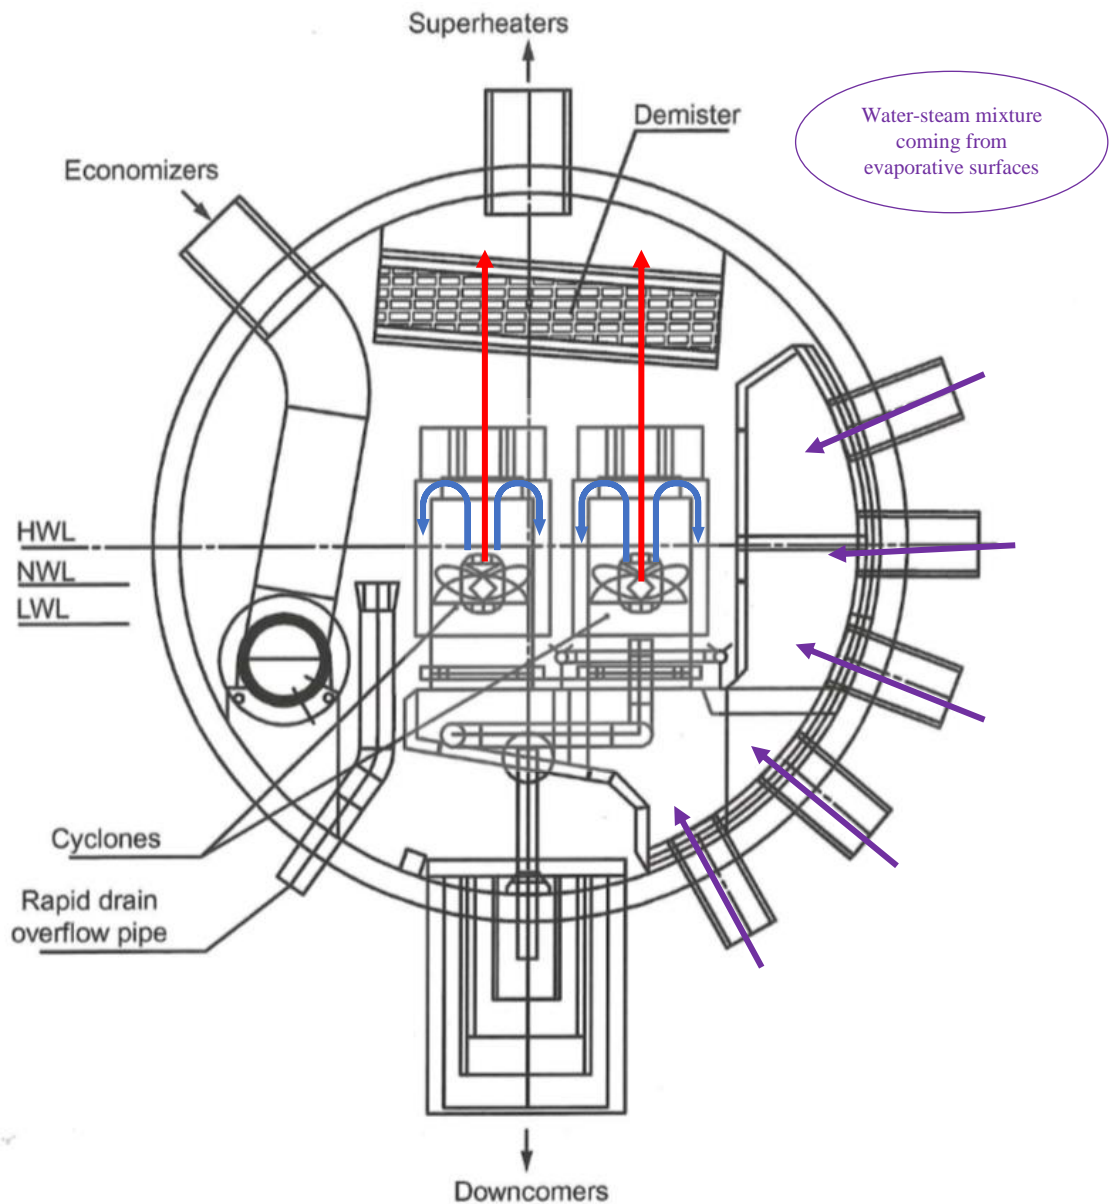 Superheaters
Water-steam mixture
coming from
evaporative surfaces
Demister
Economizers
HWL
NWL
LWL
Cyclones
Rapid drain
overflow pipe
Downcomers